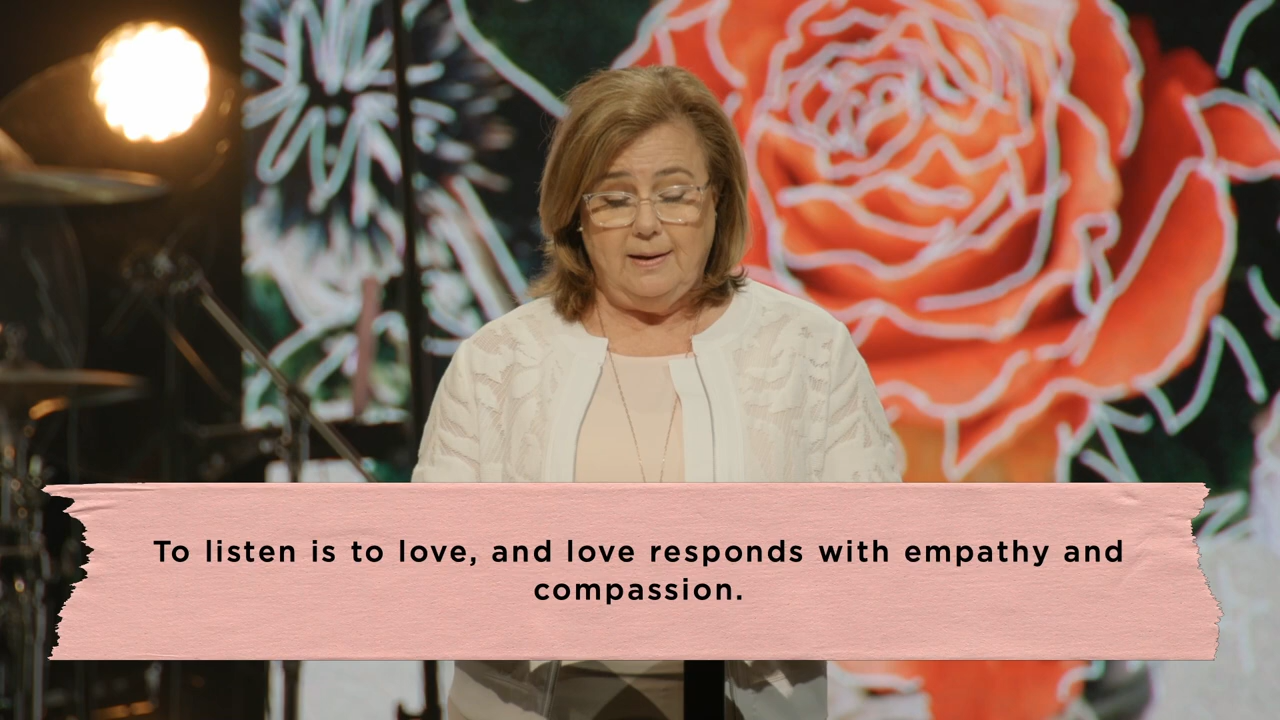 To listen is to love, and love responds with empathy and
compassion.